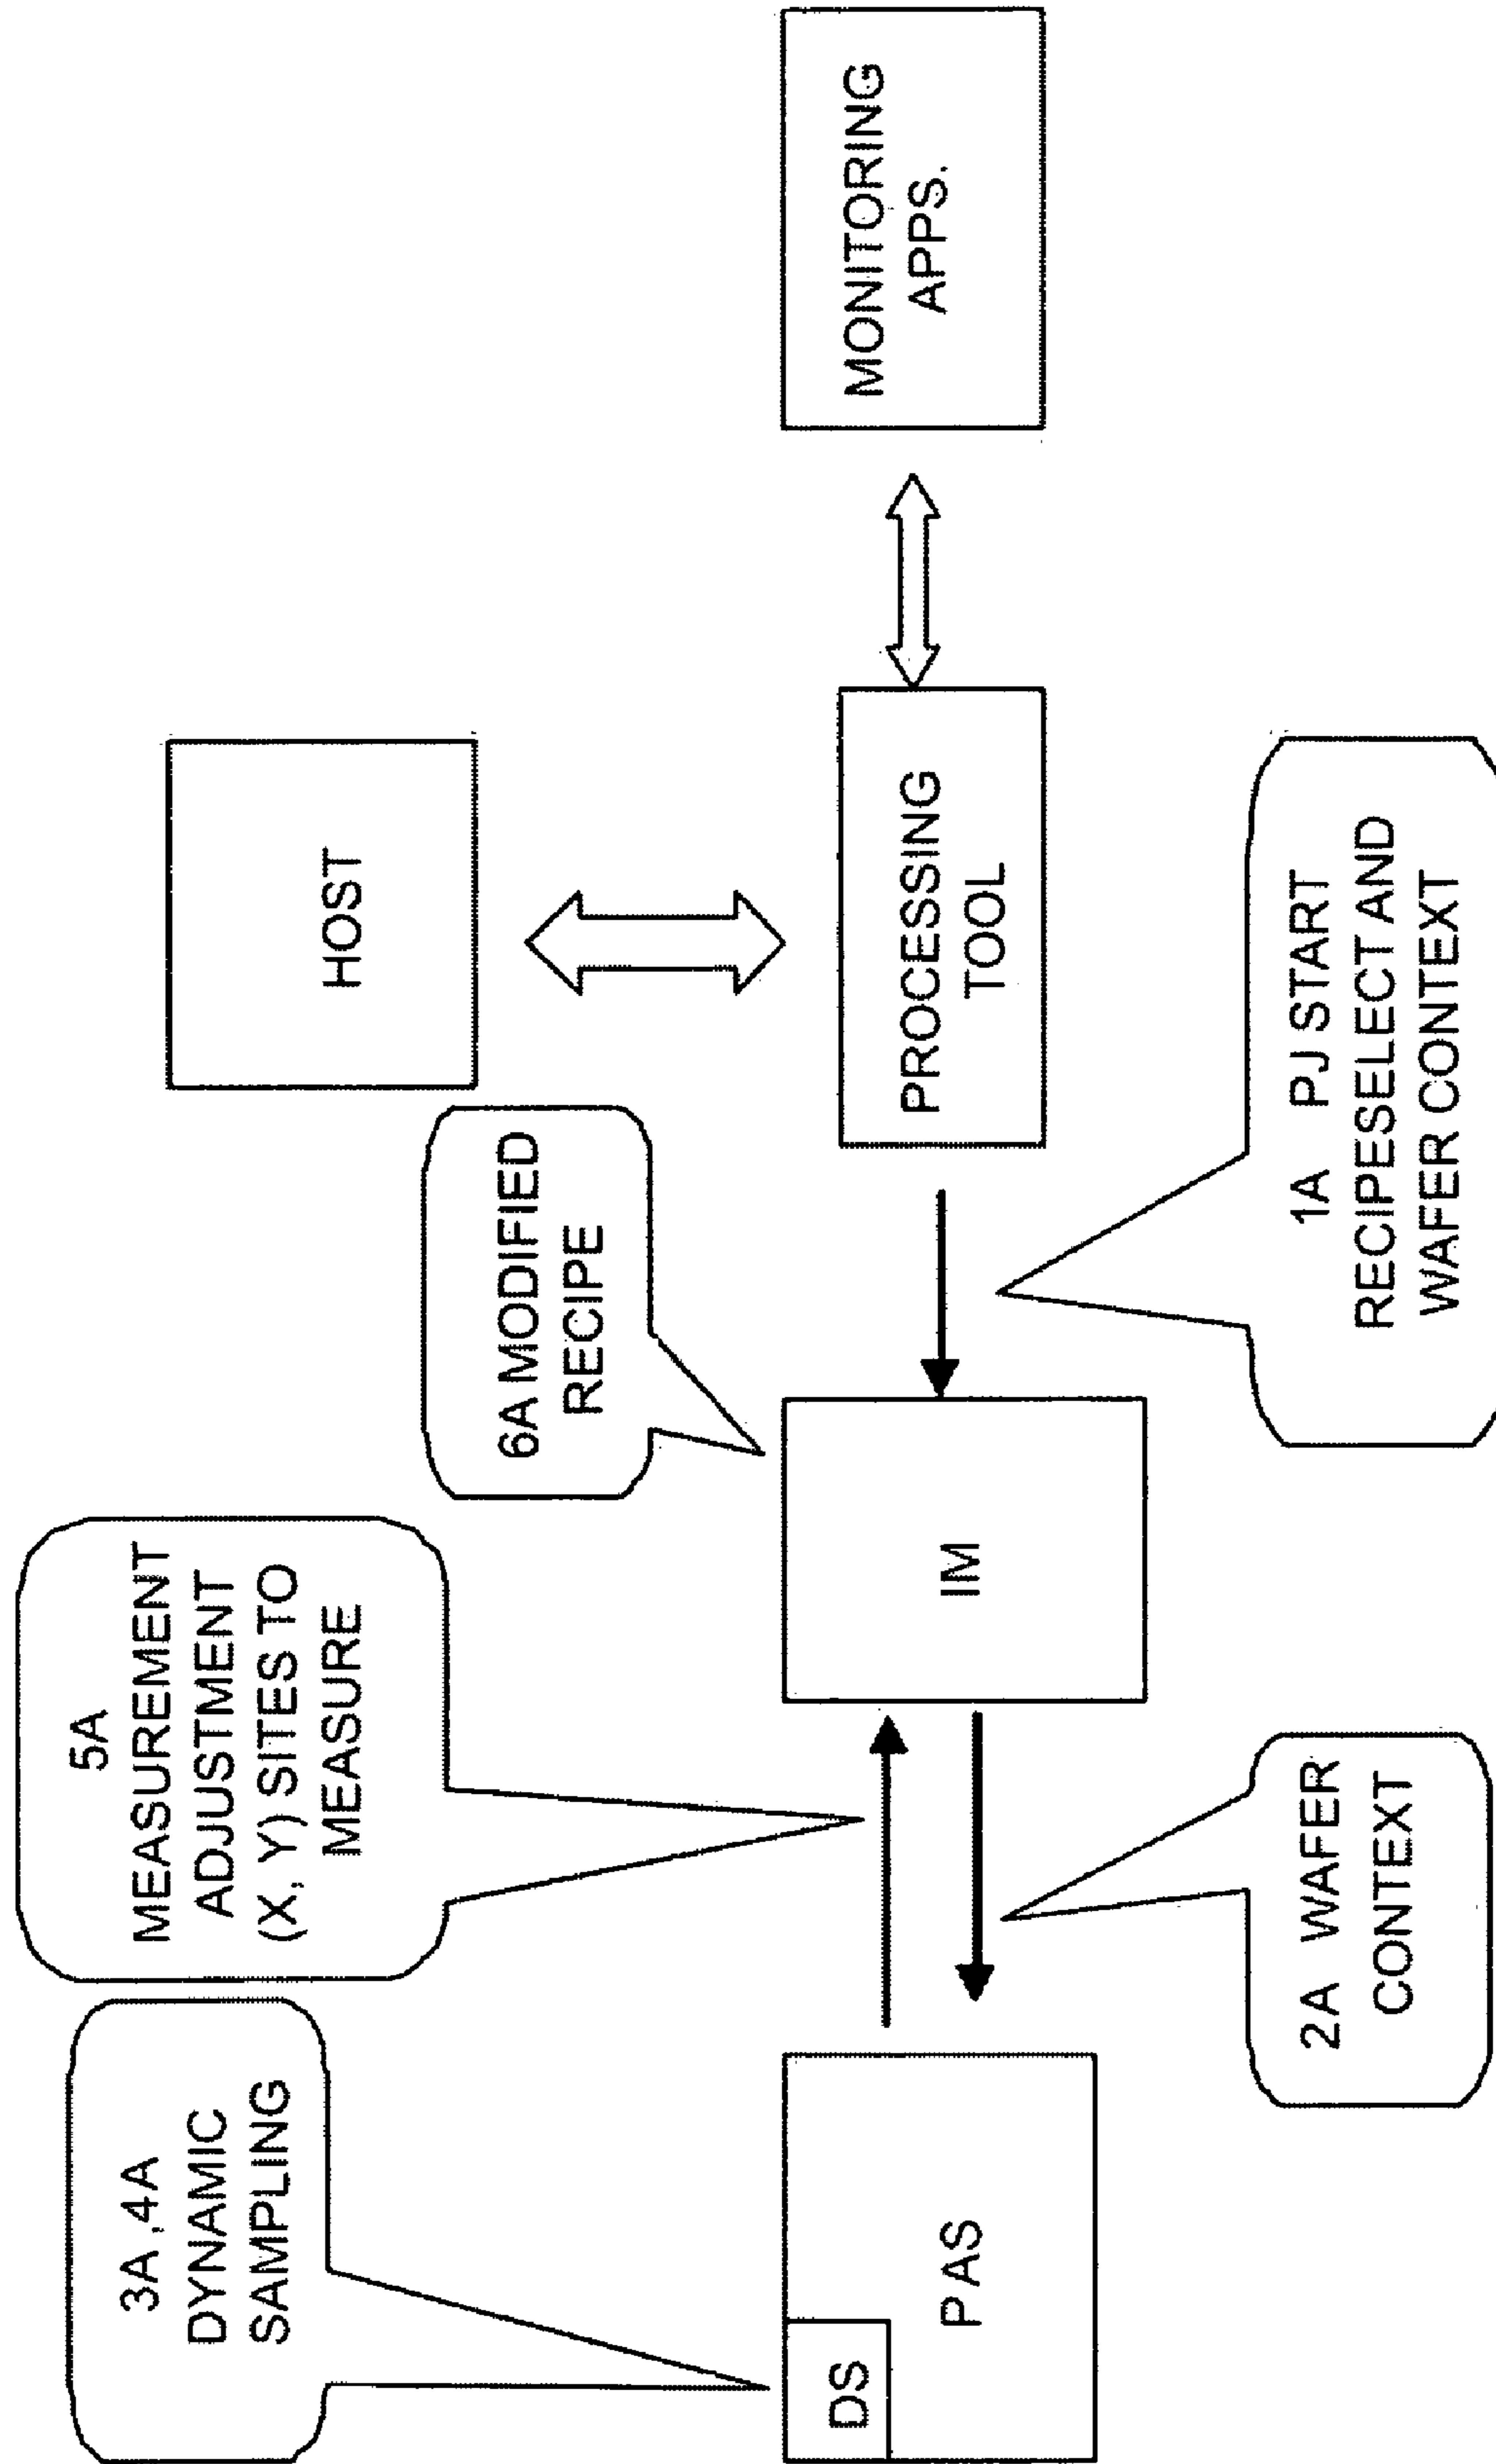 3A ,4A
DYNAMIC
SAMPLING
5A
MEASUREMENT
ADJUSTMENT
(X, Y) SITES TO
MEASURE
6A MODIFIED
RECIPE
HOST
DS
PAS
IM
PROCESSING
TOOL
MONITORING
APPS.
2A WAFER
CONTEXT
1A PJ START
RECIPESELECT AND
WAFER CONTEXT